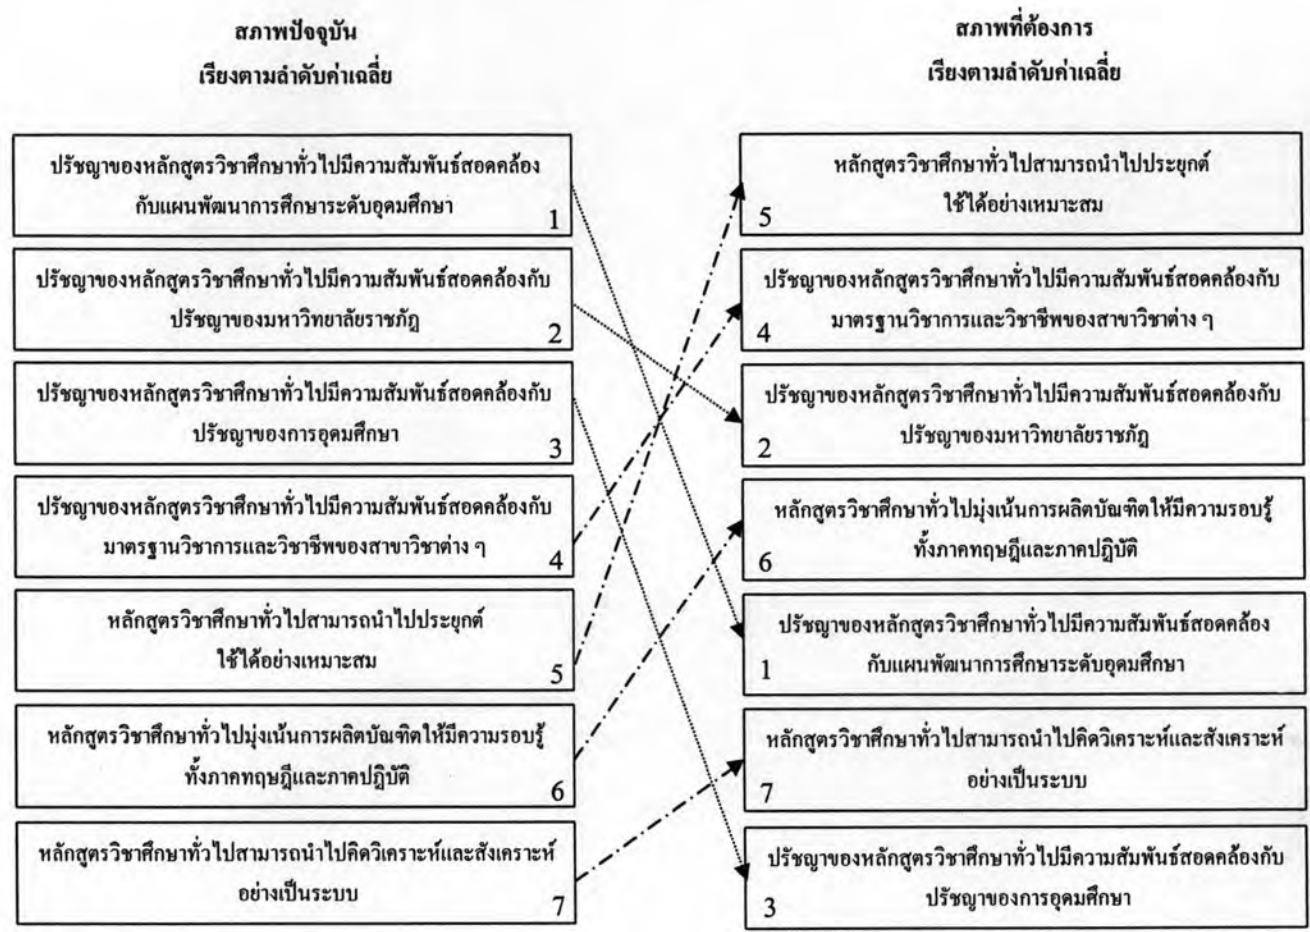 สภาพปัจจุบัน
เรียงตามลำดับค่าเฉลี่ย
ปรัชญาของหลักสูตรวิชาศึกษาทั่วไปมีความสัมพันธ์สอดคล้อง
กับแผนพัฒนาการศึกษาระดับอุดมศึกษา
1
ปรัชญาของหลักสูตรวิชาศึกษาทั่วไปมีความสัมพันธ์สอดคล้องกับ
ปรัชญาของมหาวิทยาลัยราชภัฏ
2
ปรัชญาของหลักสูตรวิชาศึกษาทั่วไปมีความสัมพันธ์สอดคล้องกับ
ปรัชญาของการอุดมศึกษา
3
ปรัชญาของหลักสูตรวิชาศึกษาทั่วไปมีความสัมพันธ์สอดคล้องกับ
มาตรฐานวิชาการและวิชาชีพของสาขาวิชาต่าง ๆ
4
หลักสูตรวิชาศึกษาทั่วไปสามารถนำไปประยุกต์
ใช้ได้อย่างเหมาะสม
5
หลักสูตรวิชาศึกษาทั่วไปมุ่งเน้นการผลิตบัณฑิตให้มีความรอบรู้
ทั้งภาคทฤษฎีและภาคปฏิบัติ
6
หลักสูตรวิชาศึกษาทั่วไปสามารถนำไปคิดวิเคราะห์และสังเคราะห์
อย่างเป็นระบบ
7
สภาพที่ต้องการ
เรียงตามลำดับค่าเฉลี่ย
หลักสูตรวิชาศึกษาทั่วไปสามารถนำไปประยุกต์
ใช้ได้อย่างเหมาะสม
5
ปรัชญาของหลักสูตรวิชาศึกษาทั่วไปมีความสัมพันธ์สอดคล้องกับ
มาตรฐานวิชาการและวิชาชีพของสาขาวิชาต่าง ๆ
4
ปรัชญาของหลักสูตรวิชาศึกษาทั่วไปมีความสัมพันธ์สอดคล้องกับ
ปรัชญาของมหาวิทยาลัยราชภัฏ
2
หลักสูตรวิชาศึกษาทั่วไปมุ่งเน้นการผลิตบัณฑิตให้มีความรอบรู้
ทั้งภาคทฤษฎีและภาคปฏิบัติ
6
ปรัชญาของหลักสูตรวิชาศึกษาทั่วไปมีความสัมพันธ์สอดคล้อง
กับแผนพัฒนาการศึกษาระดับอุดมศึกษา
1
หลักสูตรวิชาศึกษาทั่วไปสามารถนำไปคิดวิเคราะห์และสังเคราะห์
อย่างเป็นระบบ
7
ปรัชญาของหลักสูตรวิชาศึกษาทั่วไปมีความสัมพันธ์สอดคล้องกับ
ปรัชญาของการอุดมศึกษา
3